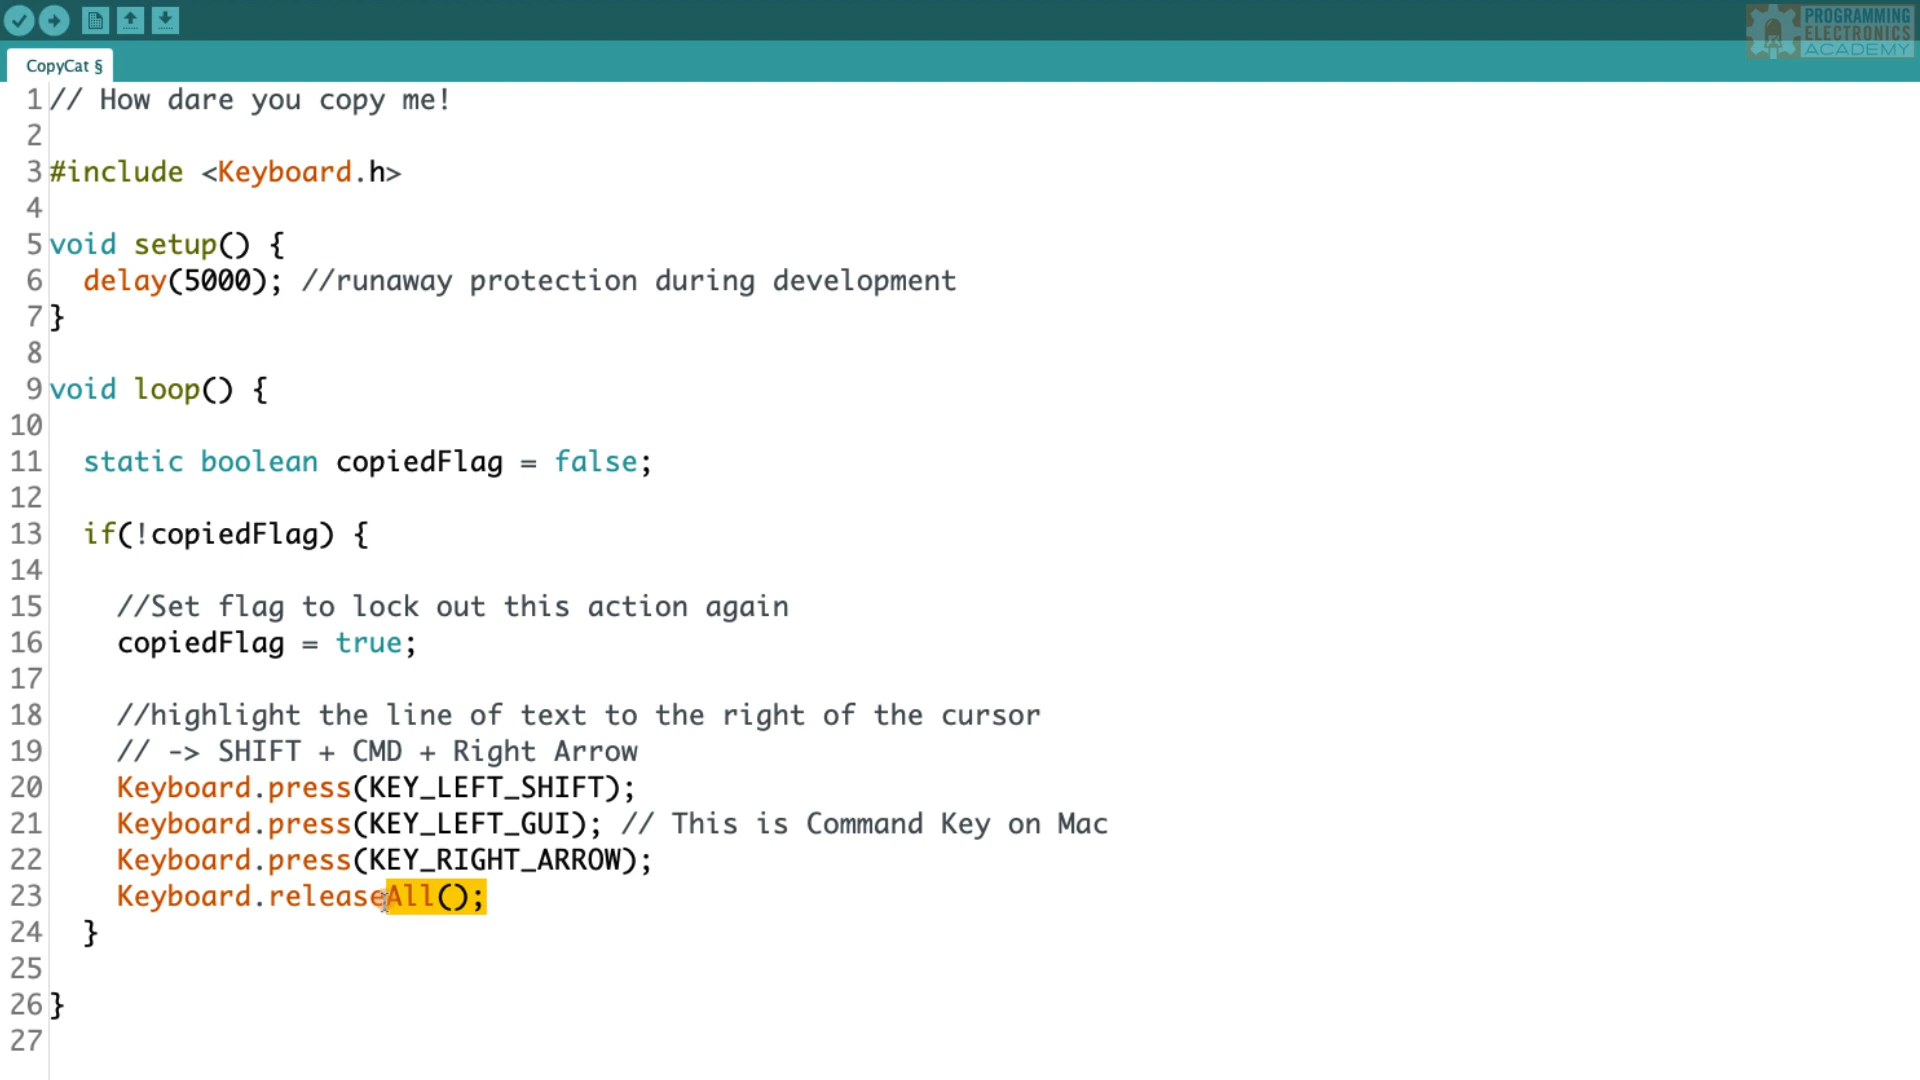 PROGRAMMING
ELECTRONICS
ACADEMY
CopyCat §
1 // How dare you copy me!
2
3 #include <Keyboard.h>
4
5 void setup() {
6 delay(5000); //runaway protection during development
7 }
8
9 void loop() {
10
11 static boolean copiedFlag = false;
12
13 if(!copiedFlag) {
14
15 //Set flag to lock out this action again
16 copiedFlag = true;
17
18 //highlight the line of text to the right of the cursor
19 // -> SHIFT + CMD + Right Arrow
20 Keyboard.press(KEY_LEFT_SHIFT);
21 Keyboard.press(KEY_LEFT_GUI); // This is Command Key on Mac
22 Keyboard.press(KEY_RIGHT_ARROW);
23 Keyboard.releaseAll();
24 }
25
26 }
27